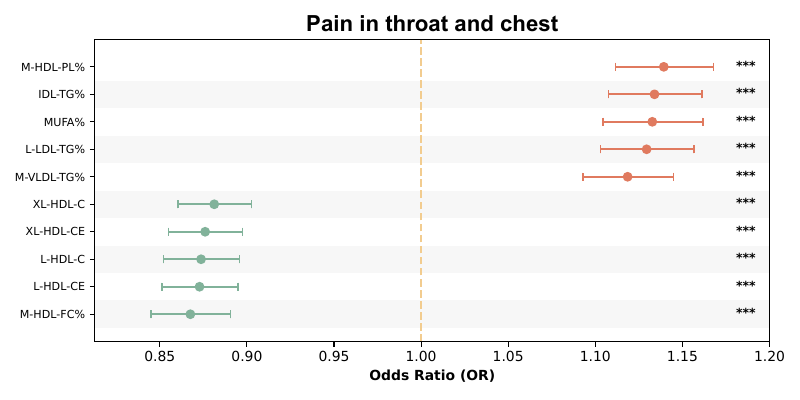 Pain in throat and chest
M-HDL-PL% ***
IDL-TG% ***
MUFA% ***
L-LDL-TG% ***
M-VLDL-TG% ***
XL-HDL-C ***
XL-HDL-CE ***
L-HDL-C ***
L-HDL-CE ***
M-HDL-FC% ***
0.85 0.90 0.95 1.00 1.05 1.10 1.15 1.20
Odds Ratio (OR)